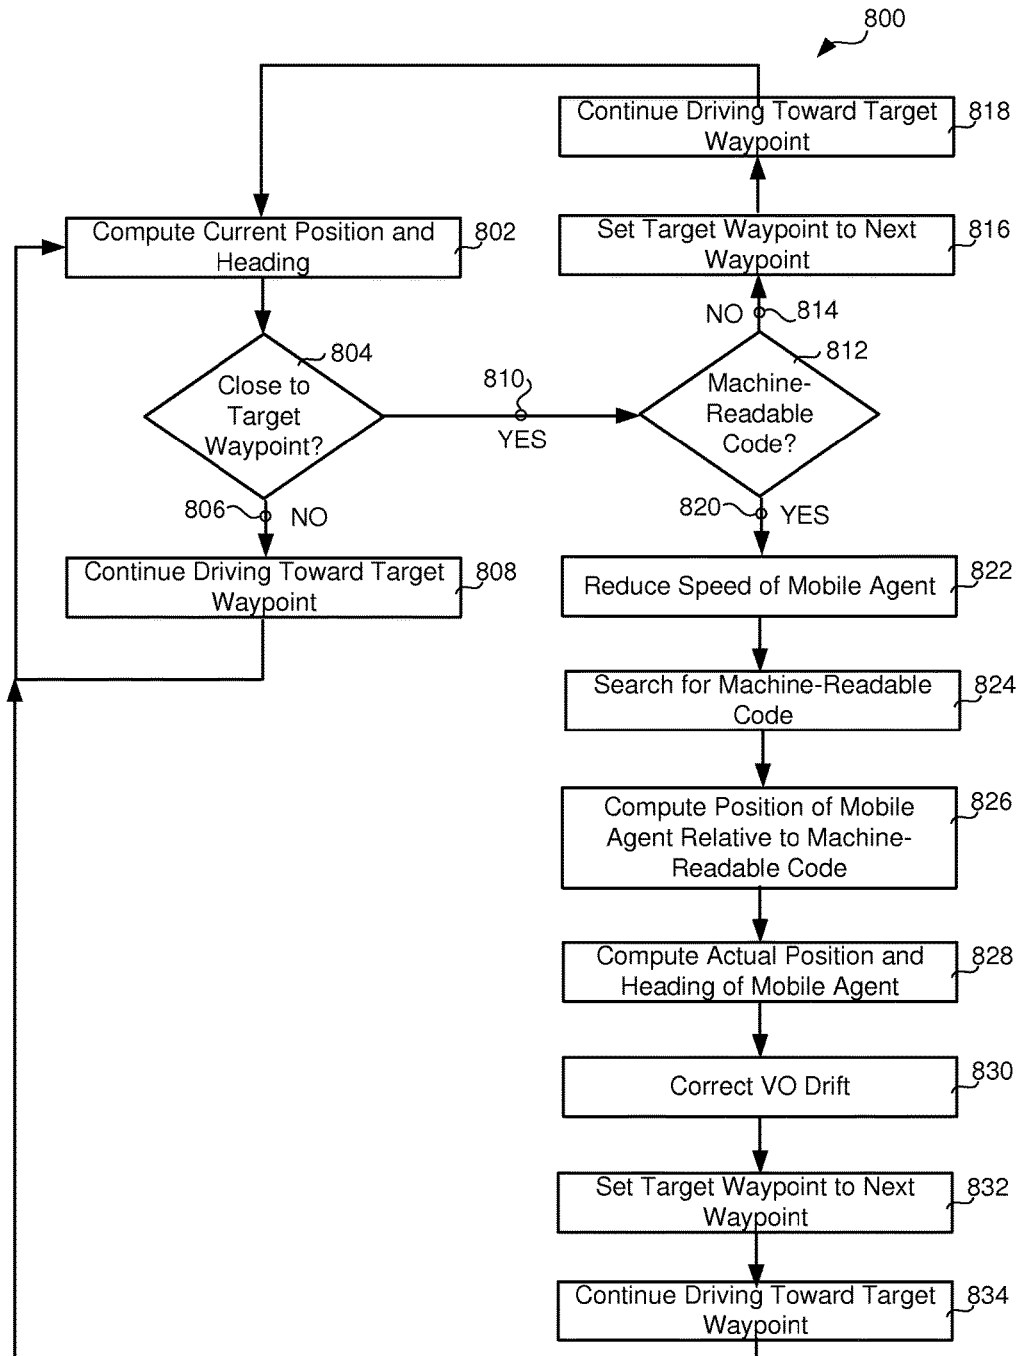 800
Continue Driving Toward Target
Waypoint
818
Compute Current Position and
Heading
802
Set Target Waypoint to Next
Waypoint
816
NO
814
804
812
Close to
Target
Waypoint?
810
YES
Machine-
Readable
Code?
806
NO
820
YES
Continue Driving Toward Target
Waypoint
808
Reduce Speed of Mobile Agent
822
Search for Machine-Readable
Code
824
Compute Position of Mobile
Agent Relative to Machine-
Readable Code
826
Compute Actual Position and
Heading of Mobile Agent
828
Correct VO Drift
830
Set Target Waypoint to Next
Waypoint
832
Continue Driving Toward Target
Waypoint
834